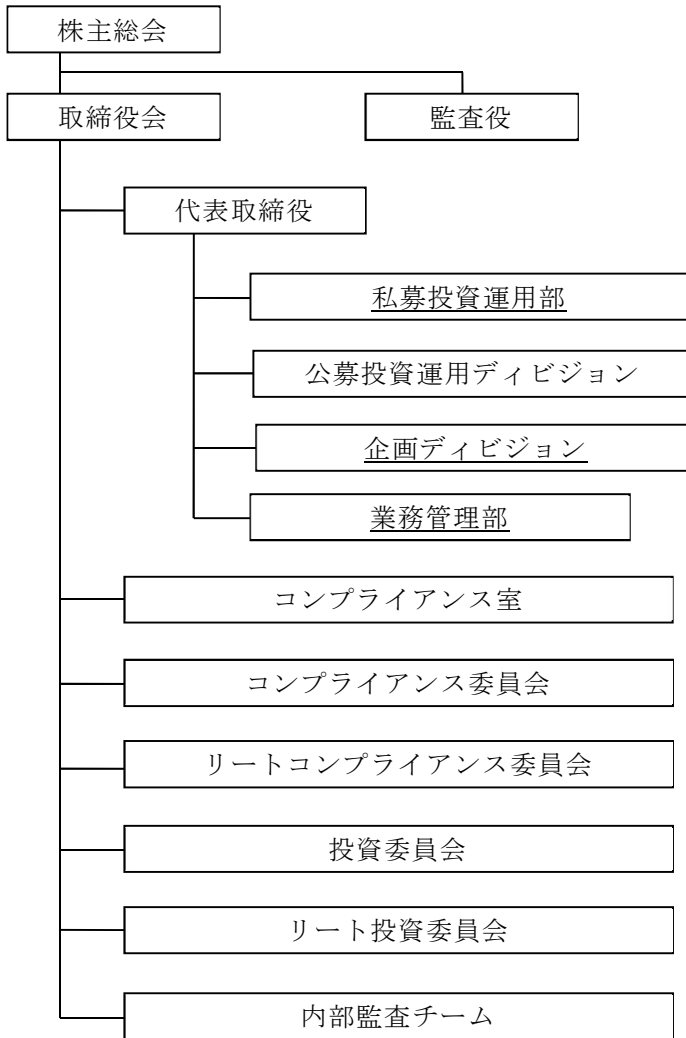 株主総会
取締役会
監査役
代表取締役
私募投資運用部
公募投資運用ディビジョン
企画ディビジョン
業務管理部
コンプライアンス室
コンプライアンス委員会
リートコンプライアンス委員会
投資委員会
リート投資委員会
内部監査チーム